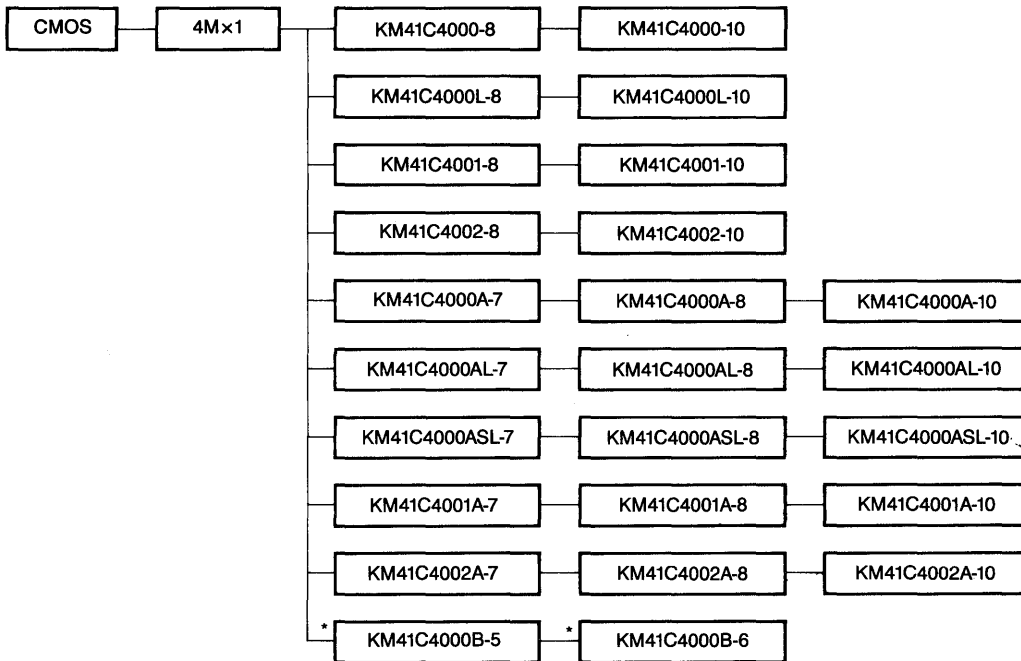 CMOS 4M×1 KM41C4000-8 KM41C4000-10
KM41C4000L-8 KM41C4000L-10
KM41C4001-8 KM41C4001-10
KM41C4002-8 KM41C4002-10
KM41C4000A-7 KM41C4000A-8 KM41C4000A-10
KM41C4000AL-7 KM41C4000AL-8 KM41C4000AL-10
KM41C4000ASL-7 KM41C4000ASL-8 KM41C4000ASL-10
KM41C4001A-7 KM41C4001A-8 KM41C4001A-10
KM41C4002A-7 KM41C4002A-8 KM41C4002A-10
* KM41C4000B-5 * KM41C4000B-6